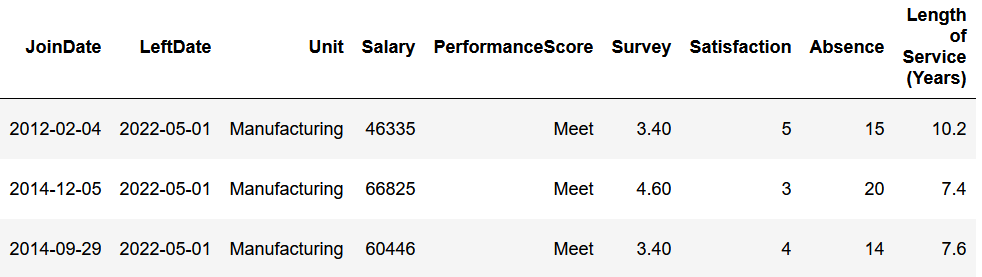 JoinDate LeftDate Unit Salary PerformanceScore Survey Satisfaction Absence Length of Service (Years)
2012-02-04 2022-05-01 Manufacturing 46335 Meet 3.40 5 15 10.2
2014-12-05 2022-05-01 Manufacturing 66825 Meet 4.60 3 20 7.4
2014-09-29 2022-05-01 Manufacturing 60446 Meet 3.40 4 14 7.6